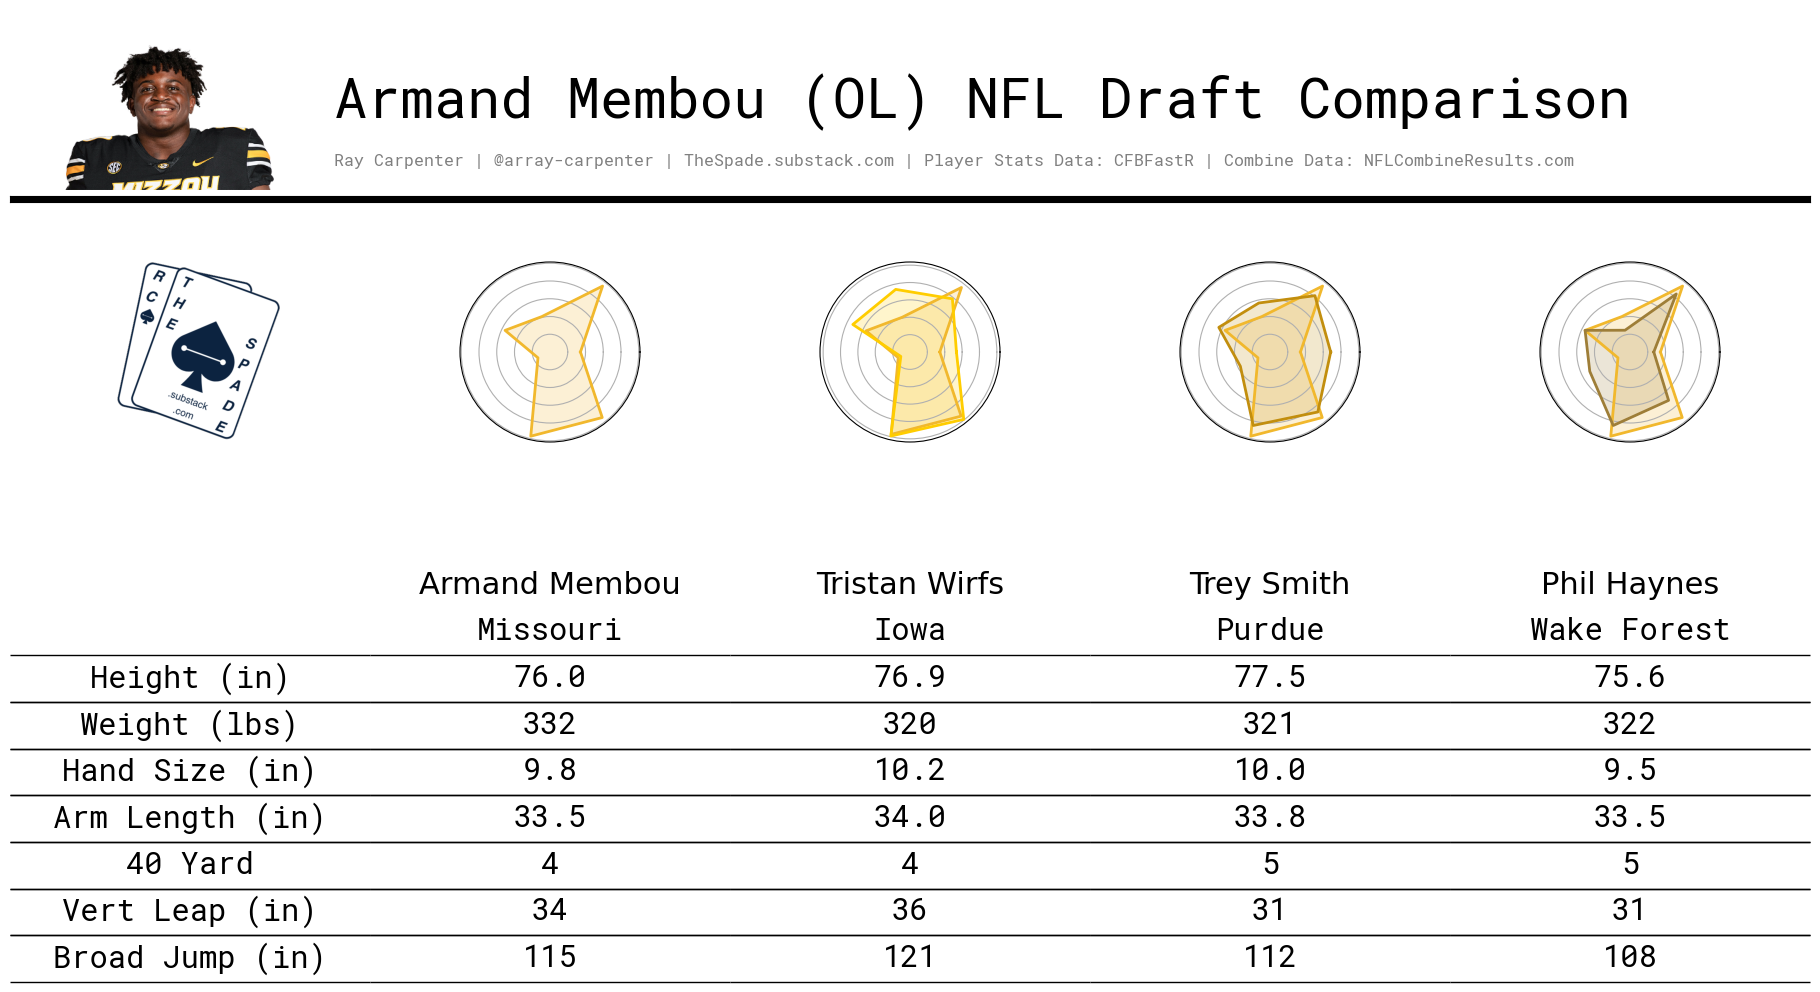 Armand Membou (OL) NFL Draft Comparison
Ray Carpenter | @array-carpenter | TheSpade.substack.com | Player Stats Data: CFBFastR | Combine Data: NFLCombineResults.com
SEC
MIZZOU
R C
THE
SPADE
.substack
.com
Armand Membou Tristan Wirfs Trey Smith Phil Haynes
Missouri Iowa Purdue Wake Forest
Height (in) 76.0 76.9 77.5 75.6
Weight (lbs) 332 320 321 322
Hand Size (in) 9.8 10.2 10.0 9.5
Arm Length (in) 33.5 34.0 33.8 33.5
40 Yard 4 4 5 5
Vert Leap (in) 34 36 31 31
Broad Jump (in) 115 121 112 108